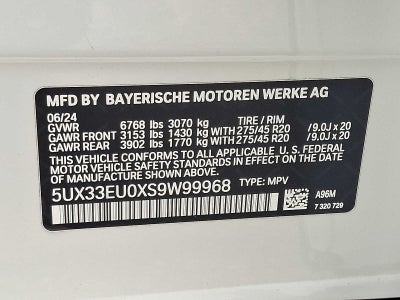 MFD BY BAYERISCHE MOTOREN WERKE AG
06/24
GVWR 6768 lbs 3070 kg TIRE / RIM
GAWR FRONT 3153 lbs 1430 kg WITH 275/45 R20 /9.0J x 20
GAWR REAR 3902 lbs 1770 kg WITH 275/45 R20 /9.0J x 20
THIS VEHICLE CONFORMS TO ALL APPLICABLE FEDERAL
MOTOR VEHICLE SAFETY STANDARDS IN EFFECT ON THE
DATE OF MANUFACTURE SHOWN ABOVE.
5UX33EU0XS9W99968 TYPE: MPV
A96M
7 320 729